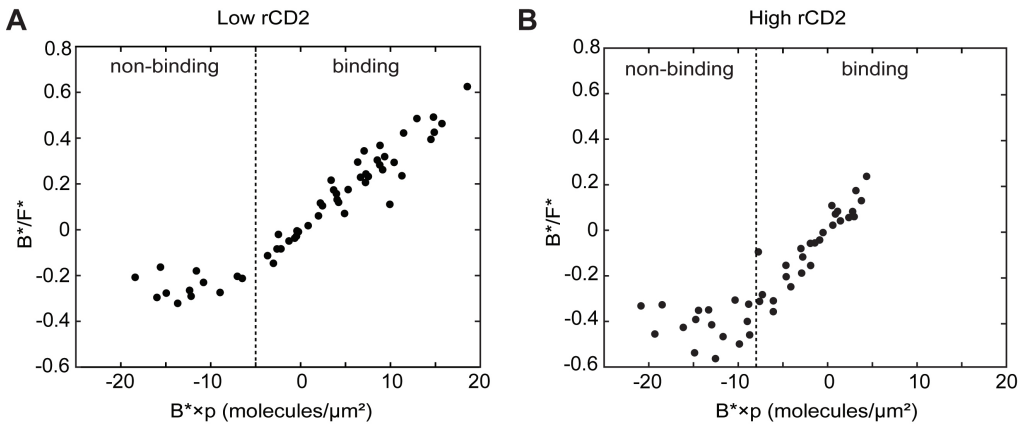 A
Low rCD2
non-binding
binding
0.8
0.6
0.4
0.2
0
-0.2
-0.4
-0.6
B*/F*
-20
-10
0
10
20
B*×p (molecules/µm²)
B
High rCD2
non-binding
binding
0.8
0.6
0.4
0.2
0
-0.2
-0.4
-0.6
B*/F*
-20
-10
0
10
20
B*×p (molecules/µm²)